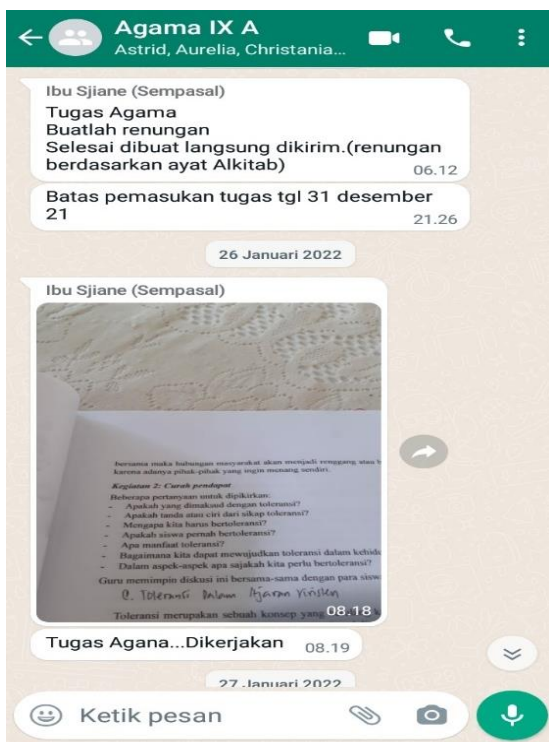 Agama IX A
Astrid, Aurelia, Christania...
Ibu Sjiane (Sempasal)
Tugas Agama
Buatlah renungan
Selesai dibuat langsung dikirim.(renungan
berdasarkan ayat Alkitab)
06.12
Batas pemasukan tugas tgl 31 desember
21
21.26
26 Januari 2022
Ibu Sjiane (Sempasal)
bersama maka hubungan masyarakat akan menjadi renggang atau
karena adanya pihak-pihak yang ingin menang sendiri.
Kegiatan 2: Curah pendapat
Beberapa pertanyaan untuk dipikirkan:
- Apakah yang dimaksud dengan toleransi?
- Apakah tanda atau ciri dari sikap toleransi?
- Mengapa kita harus bertoleransi?
- Apakah siswa pernah bertoleransi?
- Apa manfaat toleransi?
- Bagaimana kita dapat mewujudkan toleransi dalam
- Dalam aspek-aspek apa sajakah kita perlu bertoleransi?
Guru memimpin diskusi ini bersama-sama dengan para
Toleransi Dalam Ajaran
Toleransi merupakan sebuah konsep yang
08.18
Tugas Agana...Dikerjakan
08.19
27 Januari 2022
Ketik pesan